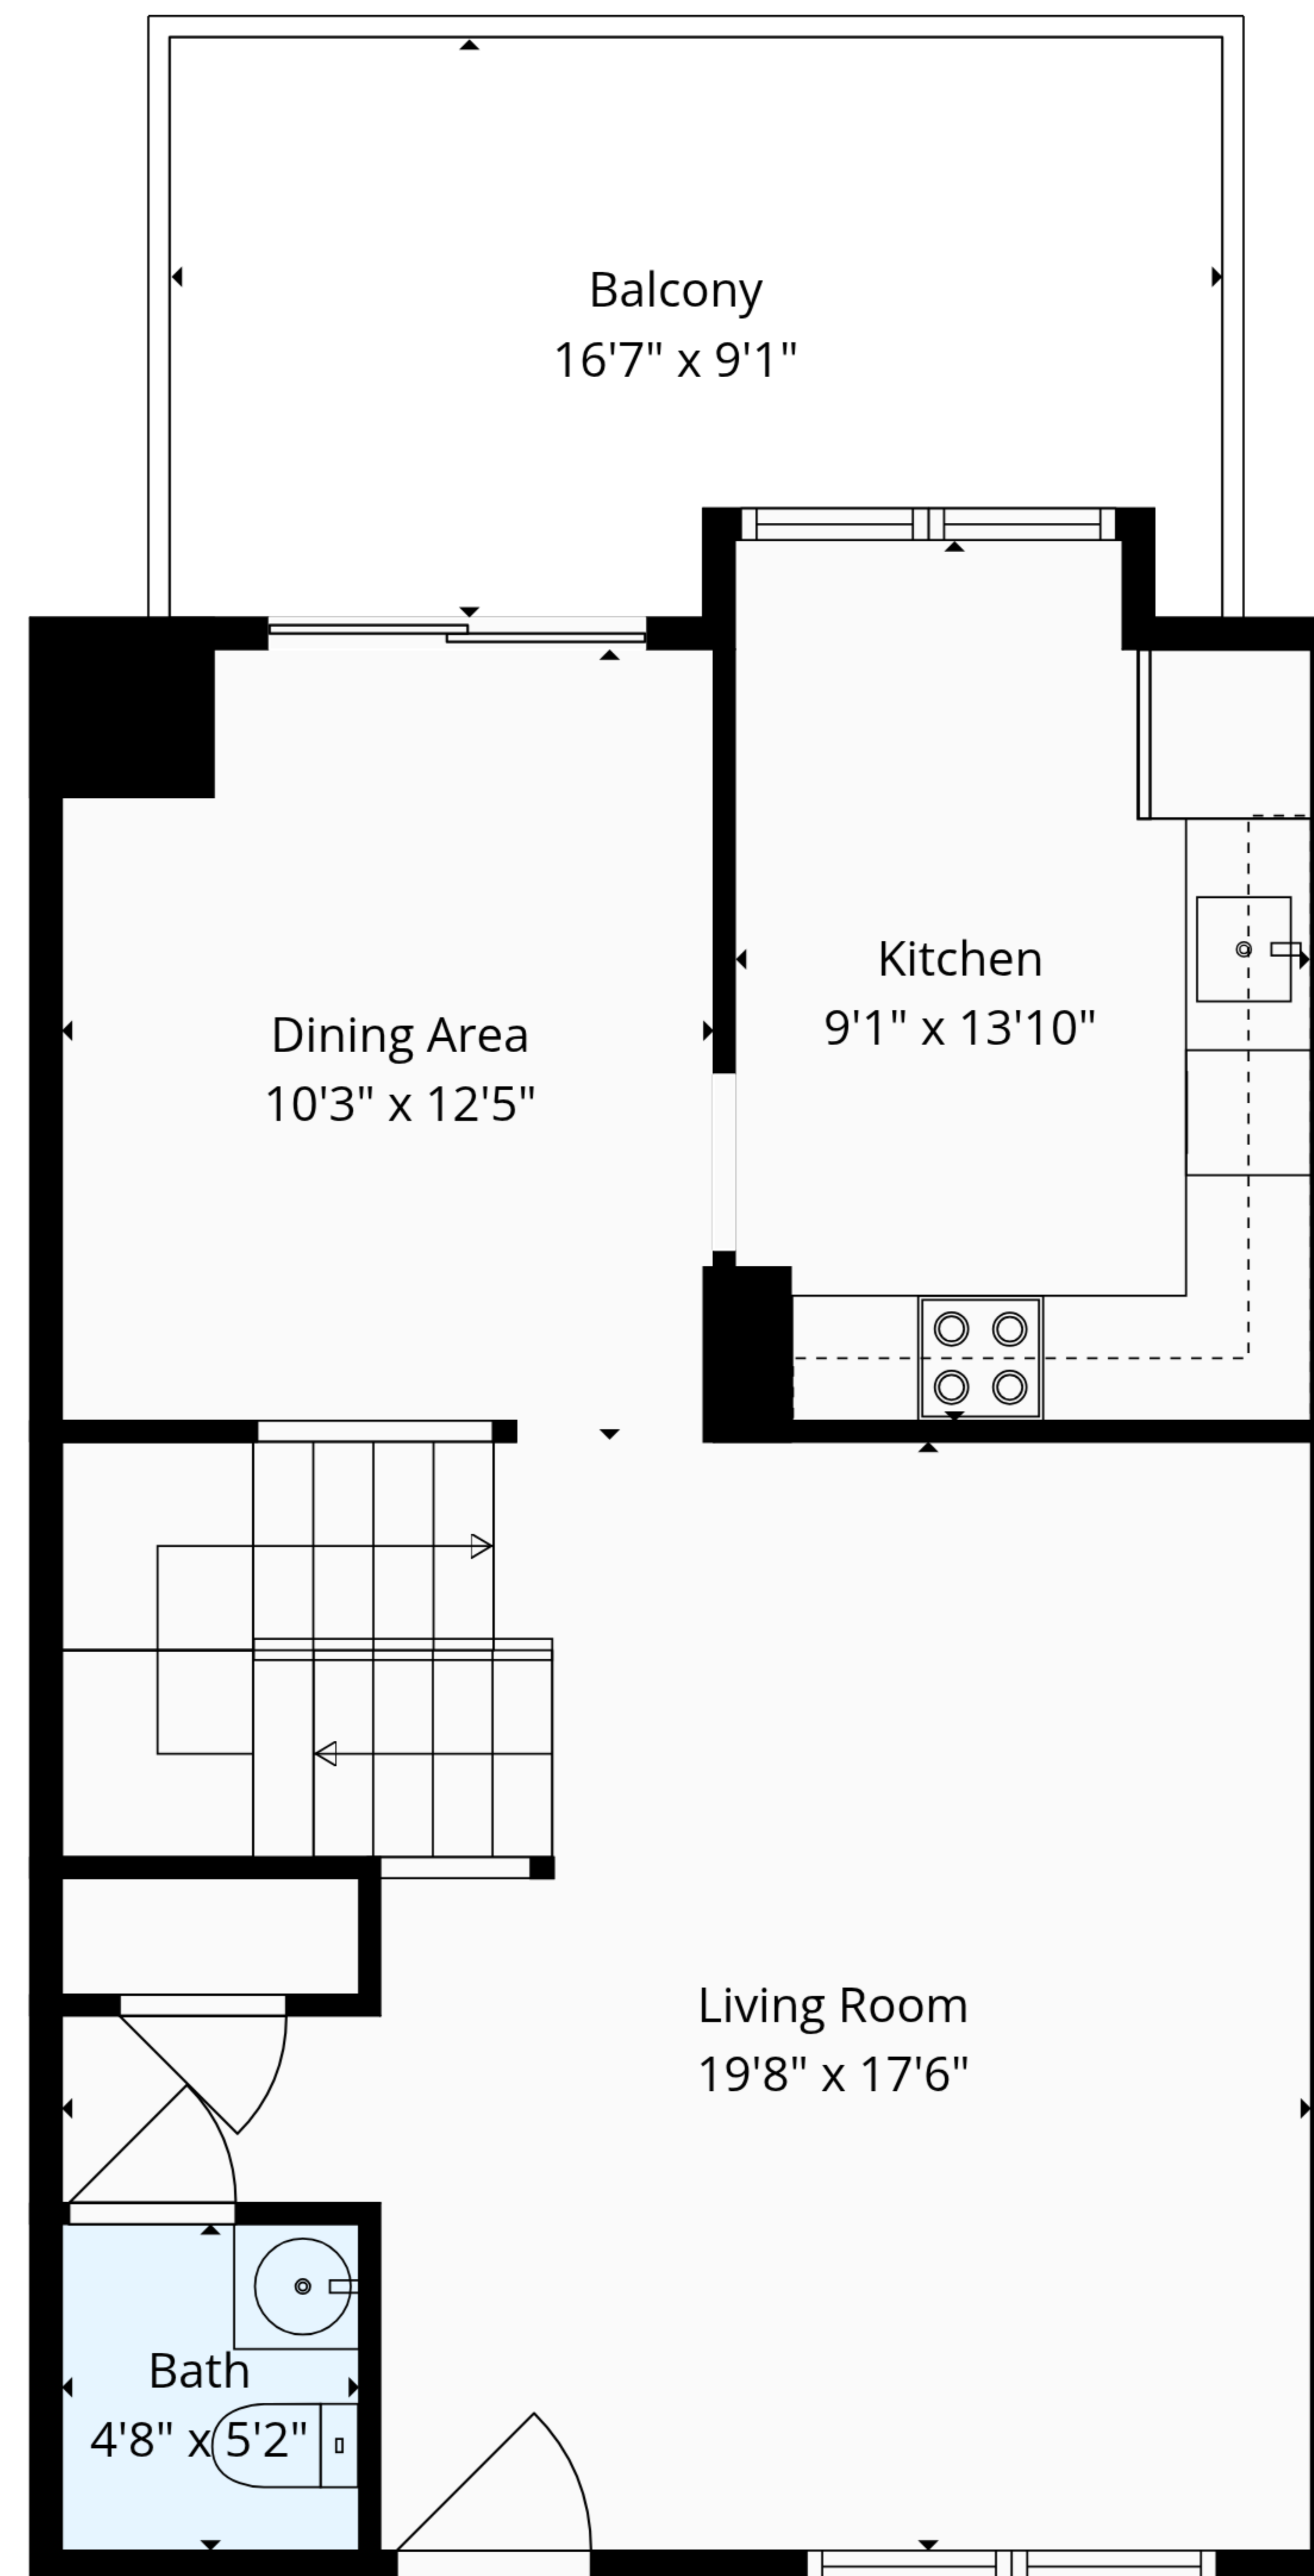 Balcony
16'7" x 9'1"
Kitchen
9'1" x 13'10"
Dining Area
10'3" x 12'5"
Living Room
19'8" x 17'6"
Bath
4'8" x 5'2"